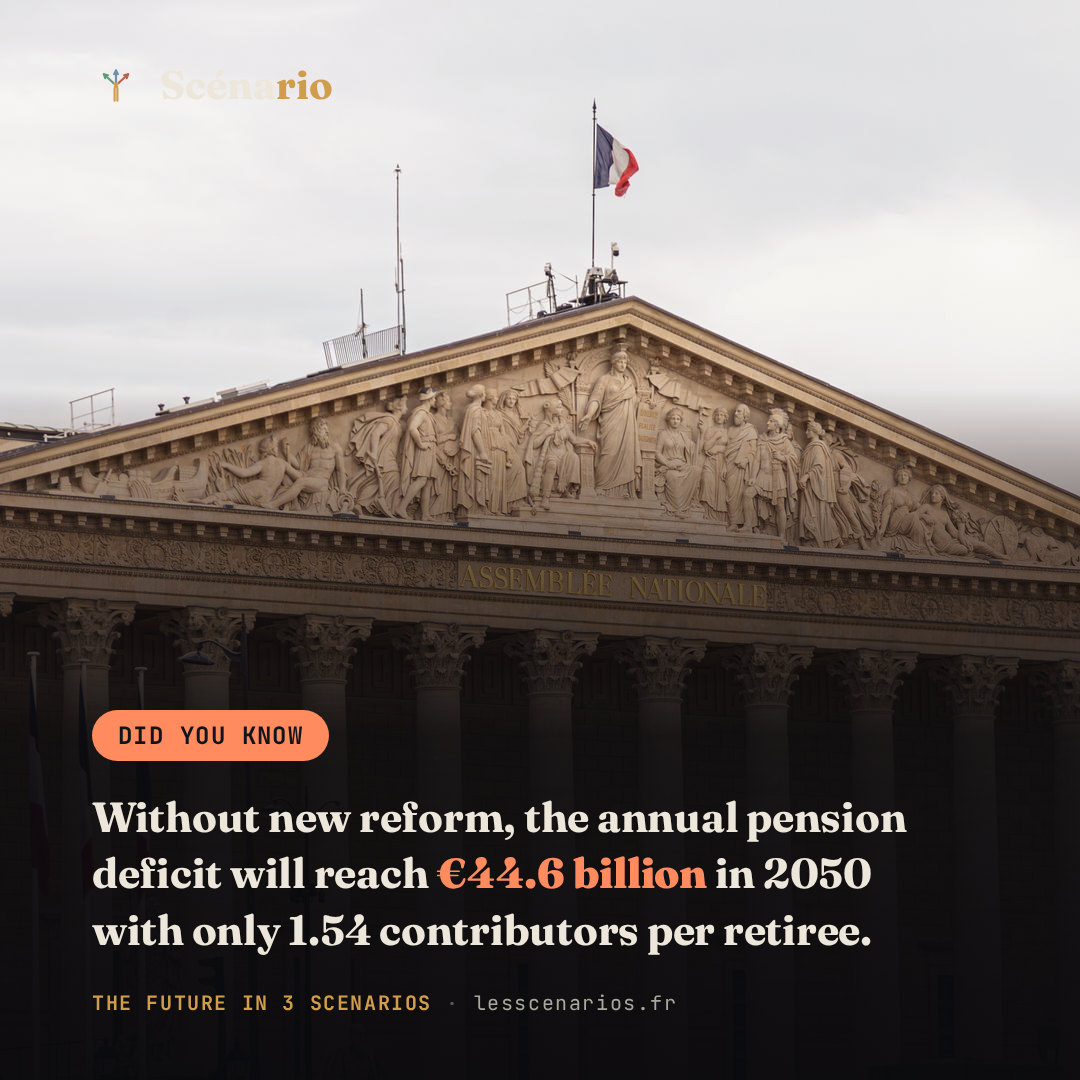 Scénario
ASSEMBLÉE NATIONALE
DID YOU KNOW
Without new reform, the annual pension
deficit will reach €44.6 billion in 2050
with only 1.54 contributors per retiree.
THE FUTURE IN 3 SCENARIOS · lesscenarios.fr